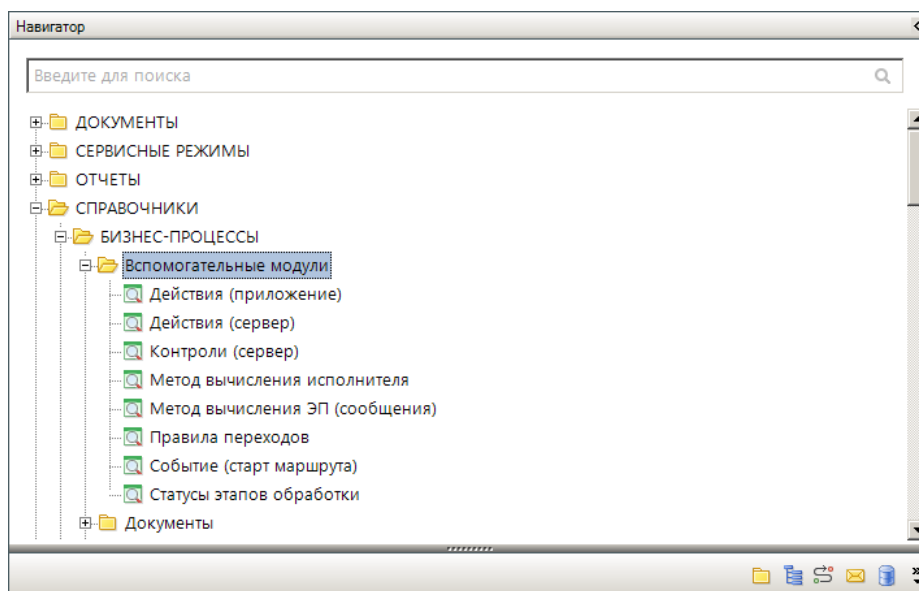 Навигатор
Введите для поиска
ДОКУМЕНТЫ
СЕРВИСНЫЕ РЕЖИМЫ
ОТЧЕТЫ
СПРАВОЧНИКИ
БИЗНЕС-ПРОЦЕССЫ
Вспомогательные модули
Действия (приложение)
Действия (сервер)
Контроли (сервер)
Метод вычисления исполнителя
Метод вычисления ЭП (сообщения)
Правила переходов
Событие (старт маршрута)
Статусы этапов обработки
Документы